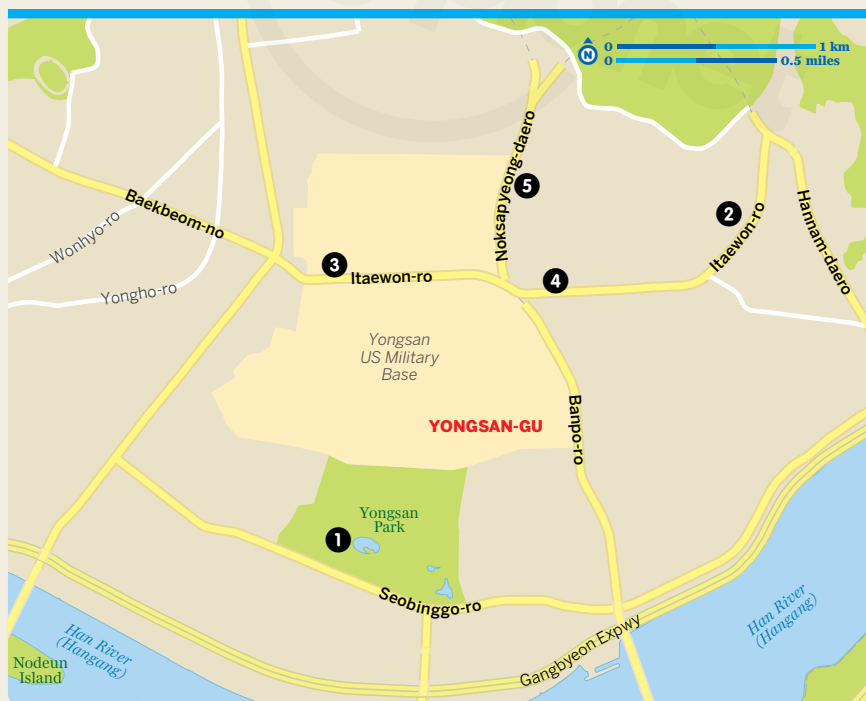 N
0 1 km
0 0.5 miles
Noksapyeong-daero
5
Baekbeom-no
Wonhyo-ro
Yongho-ro
2
Itaewon-ro
Hannam-daero
3
Itaewon-ro
4
Yongsan
US Military
Base
Banpo-ro
YONGSAN-GU
1
Yongsan
Park
Seobinggo-ro
Han River
(Hangang)
Nodeun
Island
Gangbyeon Expwy
Han River
(Hangang)